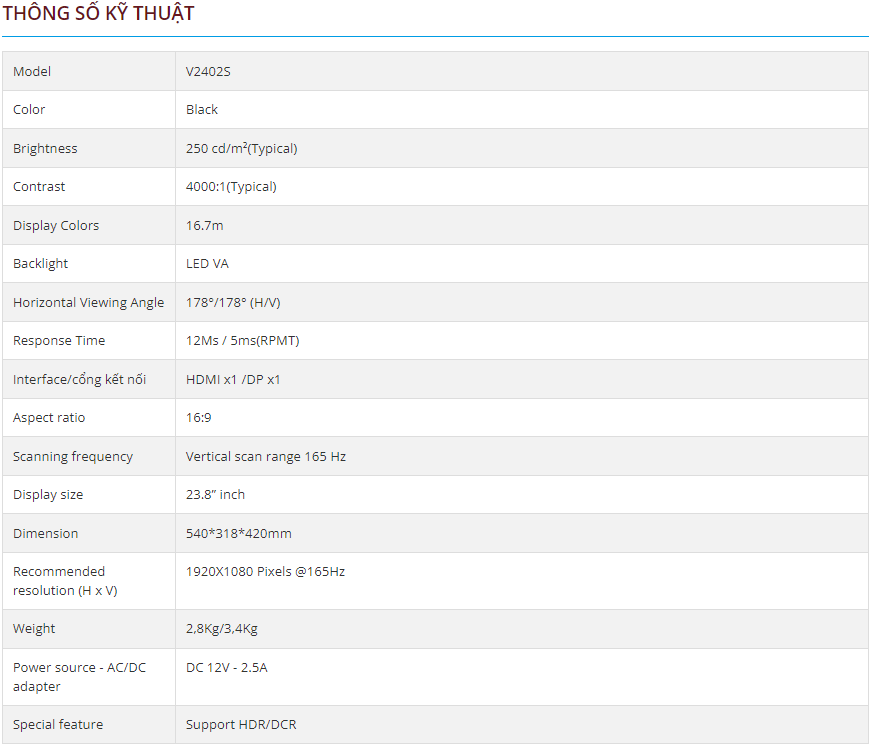 THÔNG SỐ KỸ THUẬT
Model V2402S
Color Black
Brightness 250 cd/m²(Typical)
Contrast 4000:1(Typical)
Display Colors 16.7m
Backlight LED VA
Horizontal Viewing Angle 178°/178° (H/V)
Response Time 12Ms / 5ms(RPMT)
Interface/cổng kết nối HDMI x1 /DP x1
Aspect ratio 16:9
Scanning frequency Vertical scan range 165 Hz
Display size 23.8” inch
Dimension 540*318*420mm
Recommended 1920X1080 Pixels @165Hz
resolution (H x V)
Weight 2,8Kg/3,4Kg
Power source - AC/DC DC 12V - 2.5A
adapter
Special feature Support HDR/DCR